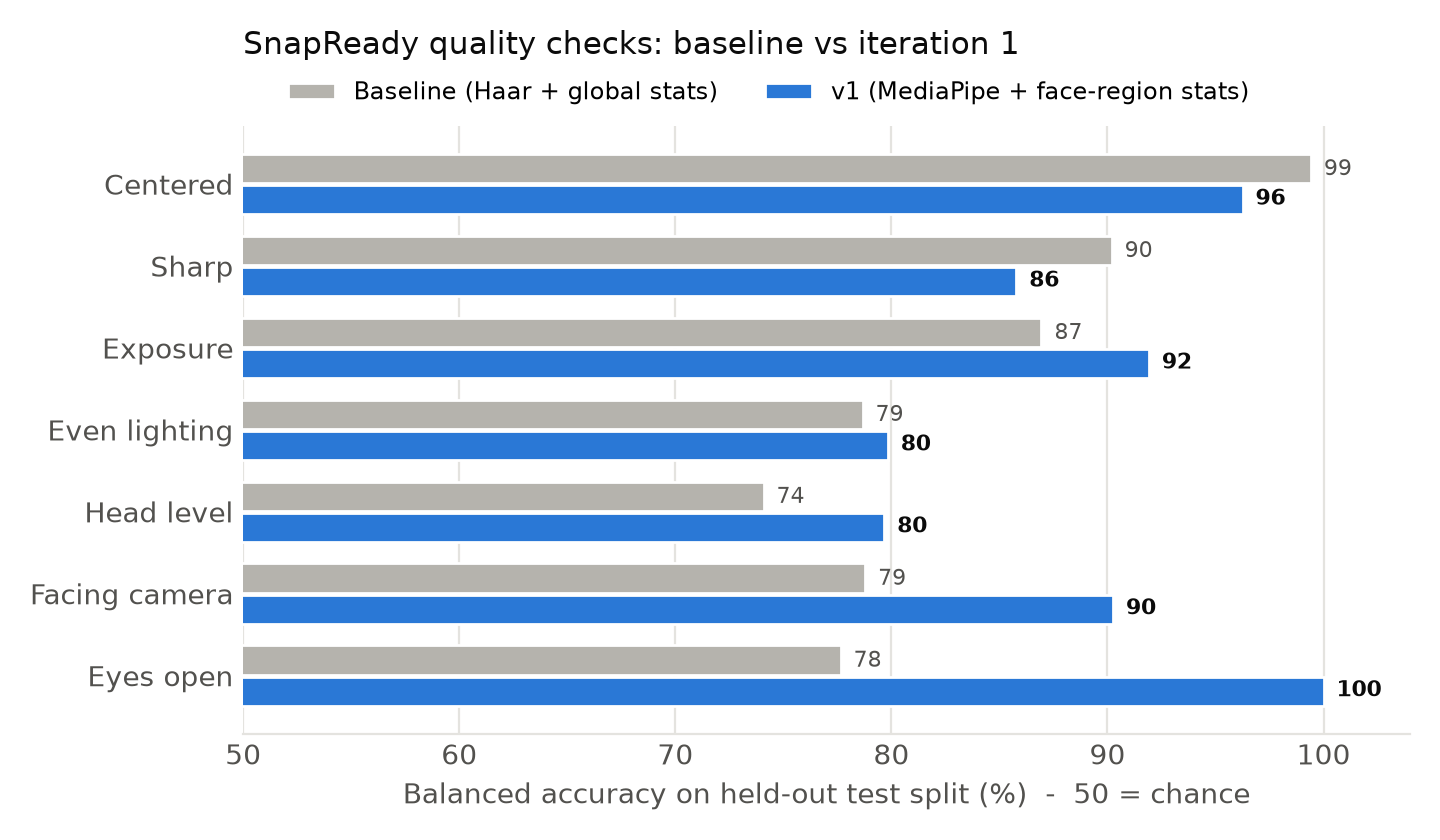 SnapReady quality checks: baseline vs iteration 1
Baseline (Haar + global stats)
v1 (MediaPipe + face-region stats)
Centered
99
96
Sharp
90
86
Exposure
87
92
Even lighting
79
80
Head level
74
80
Facing camera
79
90
Eyes open
78
100
50 60 70 80 90 100
Balanced accuracy on held-out test split (%)  -  50 = chance